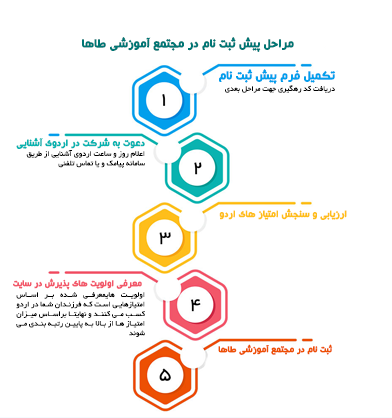 مراحل پیش ثبت نام در مجتمع آموزشی طاها
۱
تکمیل فرم پیش ثبت نام
دریافت کد رهگیری جهت مراحل بعدی
۲
دعوت به شرکت در اردوی آشنایی
اعلام روز و ساعت اردوی آشنایی از طریق
سامانه پیامک و یا تماس تلفنی
۳
ارزیابی و سنجش امتیاز های اردو
۴
معرفی اولویت های پذیرش در سایت
اولویت هایمعرفی شده بر اساس
امتیازهایی است که فرزندان شما در اردو
کسب می کنند و نهایتا براساس میزان
امتیاز ها از بالا به پایین رتبه بندی می
شوند
۵
ثبت نام در مجتمع آموزشی طاها